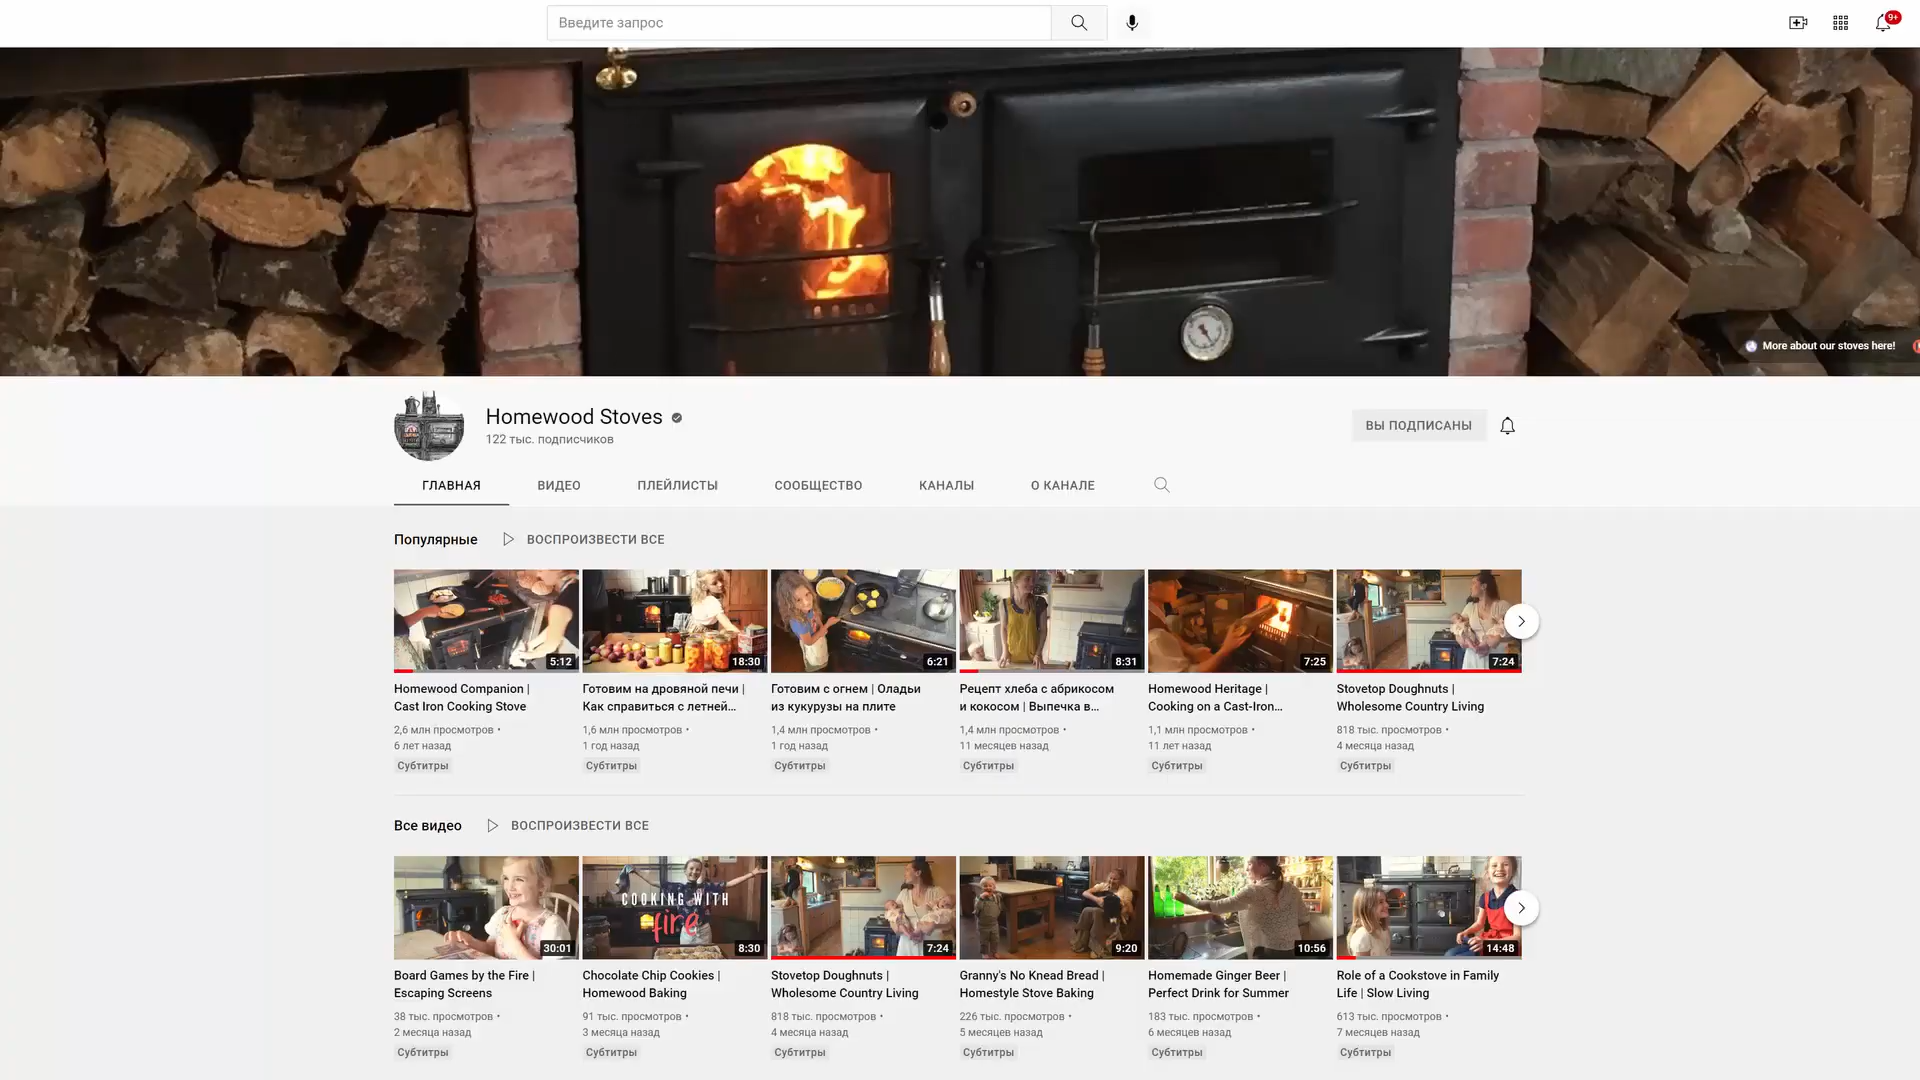 Введите запрос
9+
More about our stoves here!
Homewood Stoves
122 тыс. подписчиков
ВЫ ПОДПИСАНЫ
ГЛАВНАЯ ВИДЕО ПЛЕЙЛИСТЫ СООБЩЕСТВО КАНАЛЫ О КАНАЛЕ
Популярные ВОСПРОИЗВЕСТИ ВСЕ
5:12
Homewood Companion |
Cast Iron Cooking Stove
2,6 млн просмотров •
6 лет назад
Субтитры
18:30
Готовим на дровяной печи |
Как справиться с летней...
1,6 млн просмотров •
1 год назад
Субтитры
6:21
Готовим с огнем | Оладьи
из кукурузы на плите
1,4 млн просмотров •
1 год назад
Субтитры
8:31
Рецепт хлеба с абрикосом
и кокосом | Выпечка в...
1,4 млн просмотров •
11 месяцев назад
Субтитры
7:25
Homewood Heritage |
Cooking on a Cast-Iron...
1,1 млн просмотров •
11 лет назад
Субтитры
7:24
Stovetop Doughnuts |
Wholesome Country Living
818 тыс. просмотров •
4 месяца назад
Субтитры
Все видео ВОСПРОИЗВЕСТИ ВСЕ
30:01
Board Games by the Fire |
Escaping Screens
38 тыс. просмотров •
2 месяца назад
Субтитры
COOKING WITH
fire
8:30
Chocolate Chip Cookies |
Homewood Baking
91 тыс. просмотров •
3 месяца назад
Субтитры
7:24
Stovetop Doughnuts |
Wholesome Country Living
818 тыс. просмотров •
4 месяца назад
Субтитры
9:20
Granny's No Knead Bread |
Homestyle Stove Baking
226 тыс. просмотров •
5 месяцев назад
Субтитры
10:56
Homemade Ginger Beer |
Perfect Drink for Summer
183 тыс. просмотров •
6 месяцев назад
Субтитры
14:48
Role of a Cookstove in Family
Life | Slow Living
613 тыс. просмотров •
7 месяцев назад
Субтитры